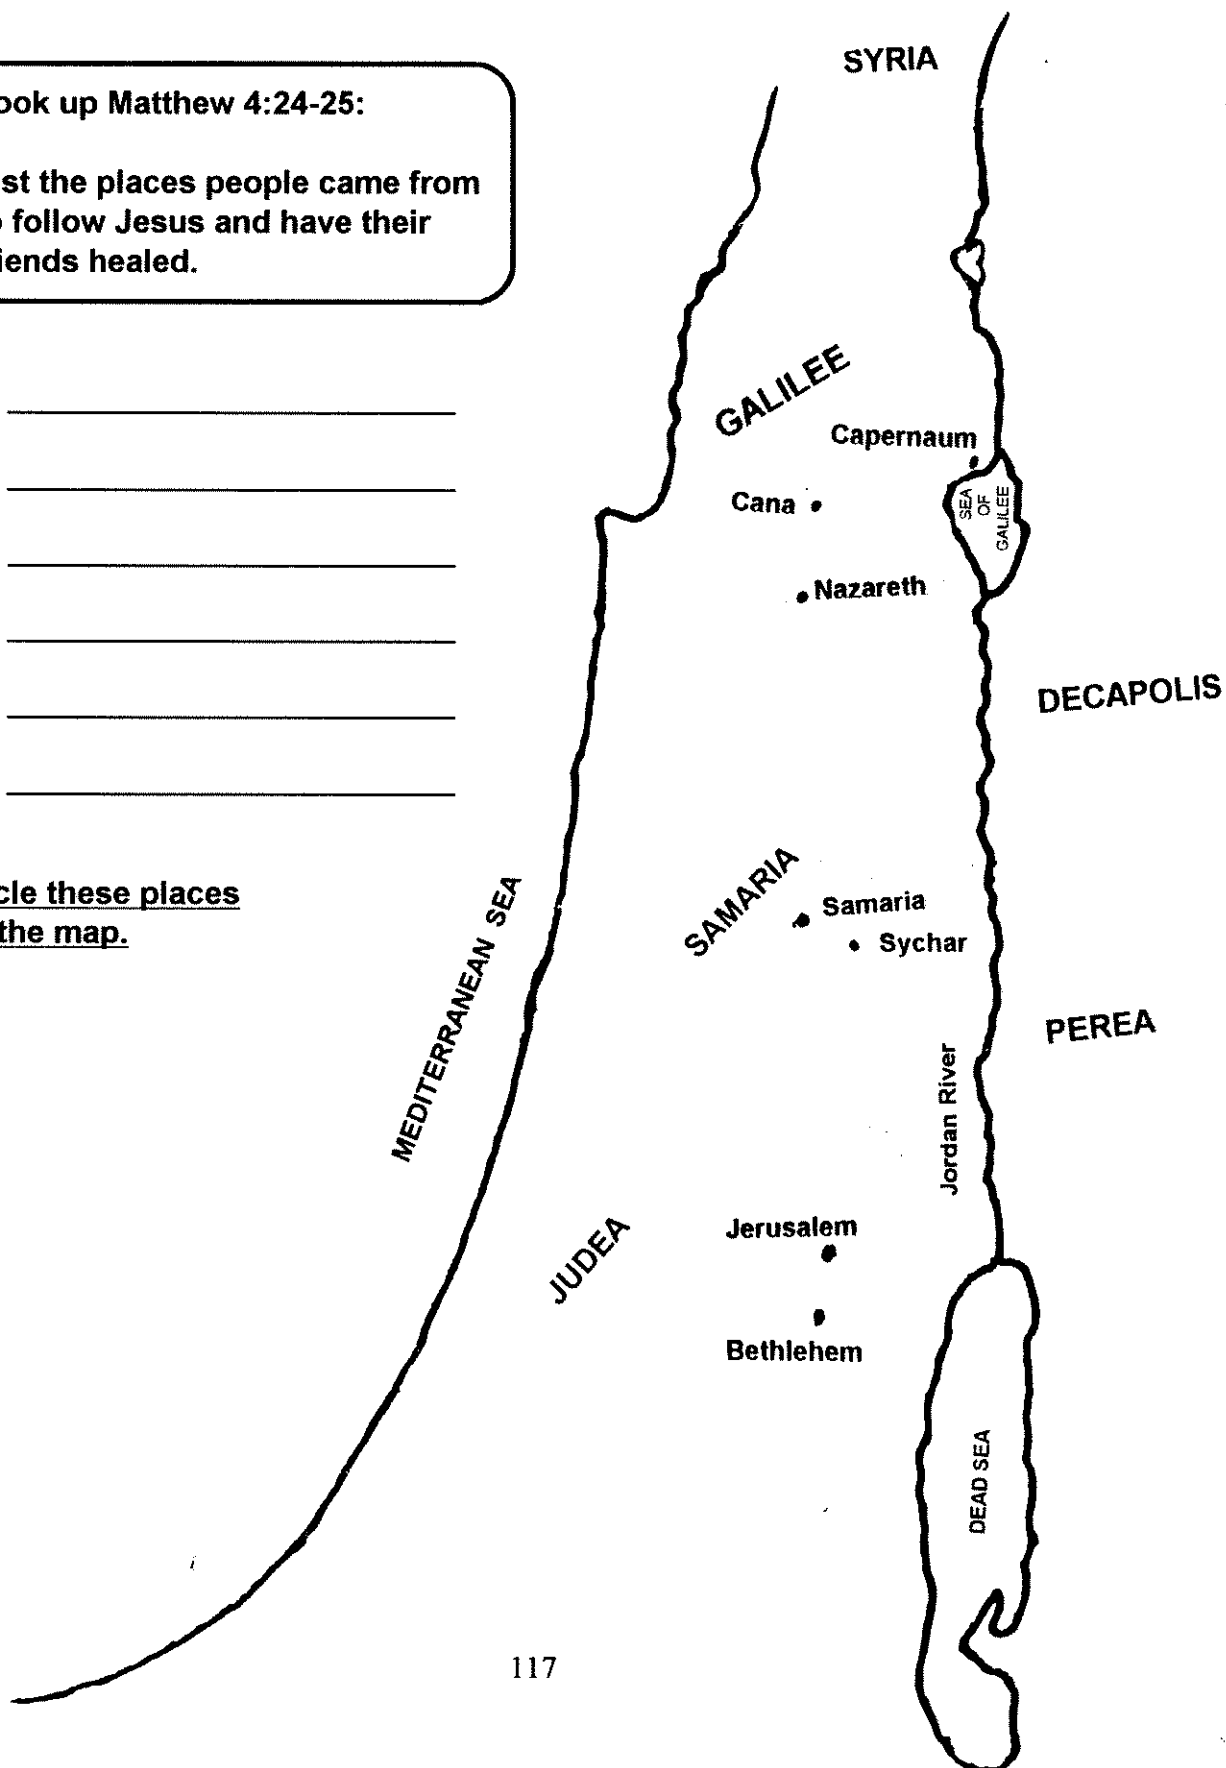 ook up Matthew 4:24-25:
st the places people came from
o follow Jesus and have their
iends healed.
cle these places
the map.
SYRIA
GALILEE
Capernaum
Cana
SEA
OF
GALILEE
Nazareth
DECAPOLIS
SAMARIA
Samaria
Sychar
MEDITERRANEAN SEA
PEREA
Jordan River
JUDEA
Jerusalem
Bethlehem
DEAD SEA
117